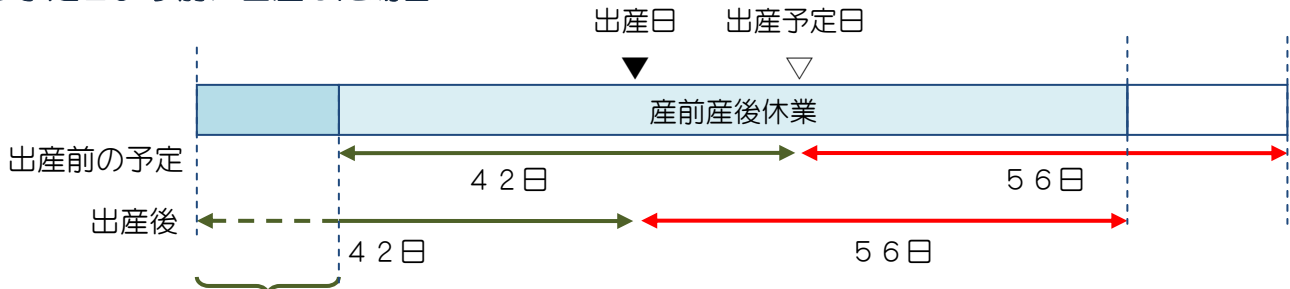 出産日 出産予定日
産前産後休業
出産前の予定
４２日 ５６日
出産後
４２日 ５６日